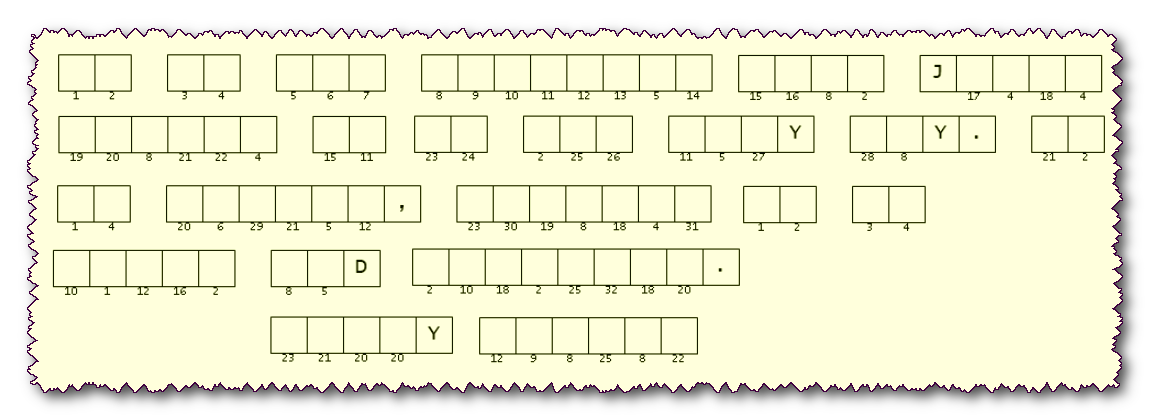 1 2 3 4 5 6 7 8 9 10 11 12 13 5 14 15 16 8 2 J 17 4 18 4
19 20 8 21 22 4 15 11 23 24 2 25 26 11 5 27 Y 28 8 Y . 21 2
1 4 20 6 29 21 5 12 , 23 30 19 8 18 4 31 1 2 3 4
10 1 12 16 2 8 5 D 2 10 18 2 25 32 18 20 .
23 21 20 20 Y 12 9 8 25 8 22